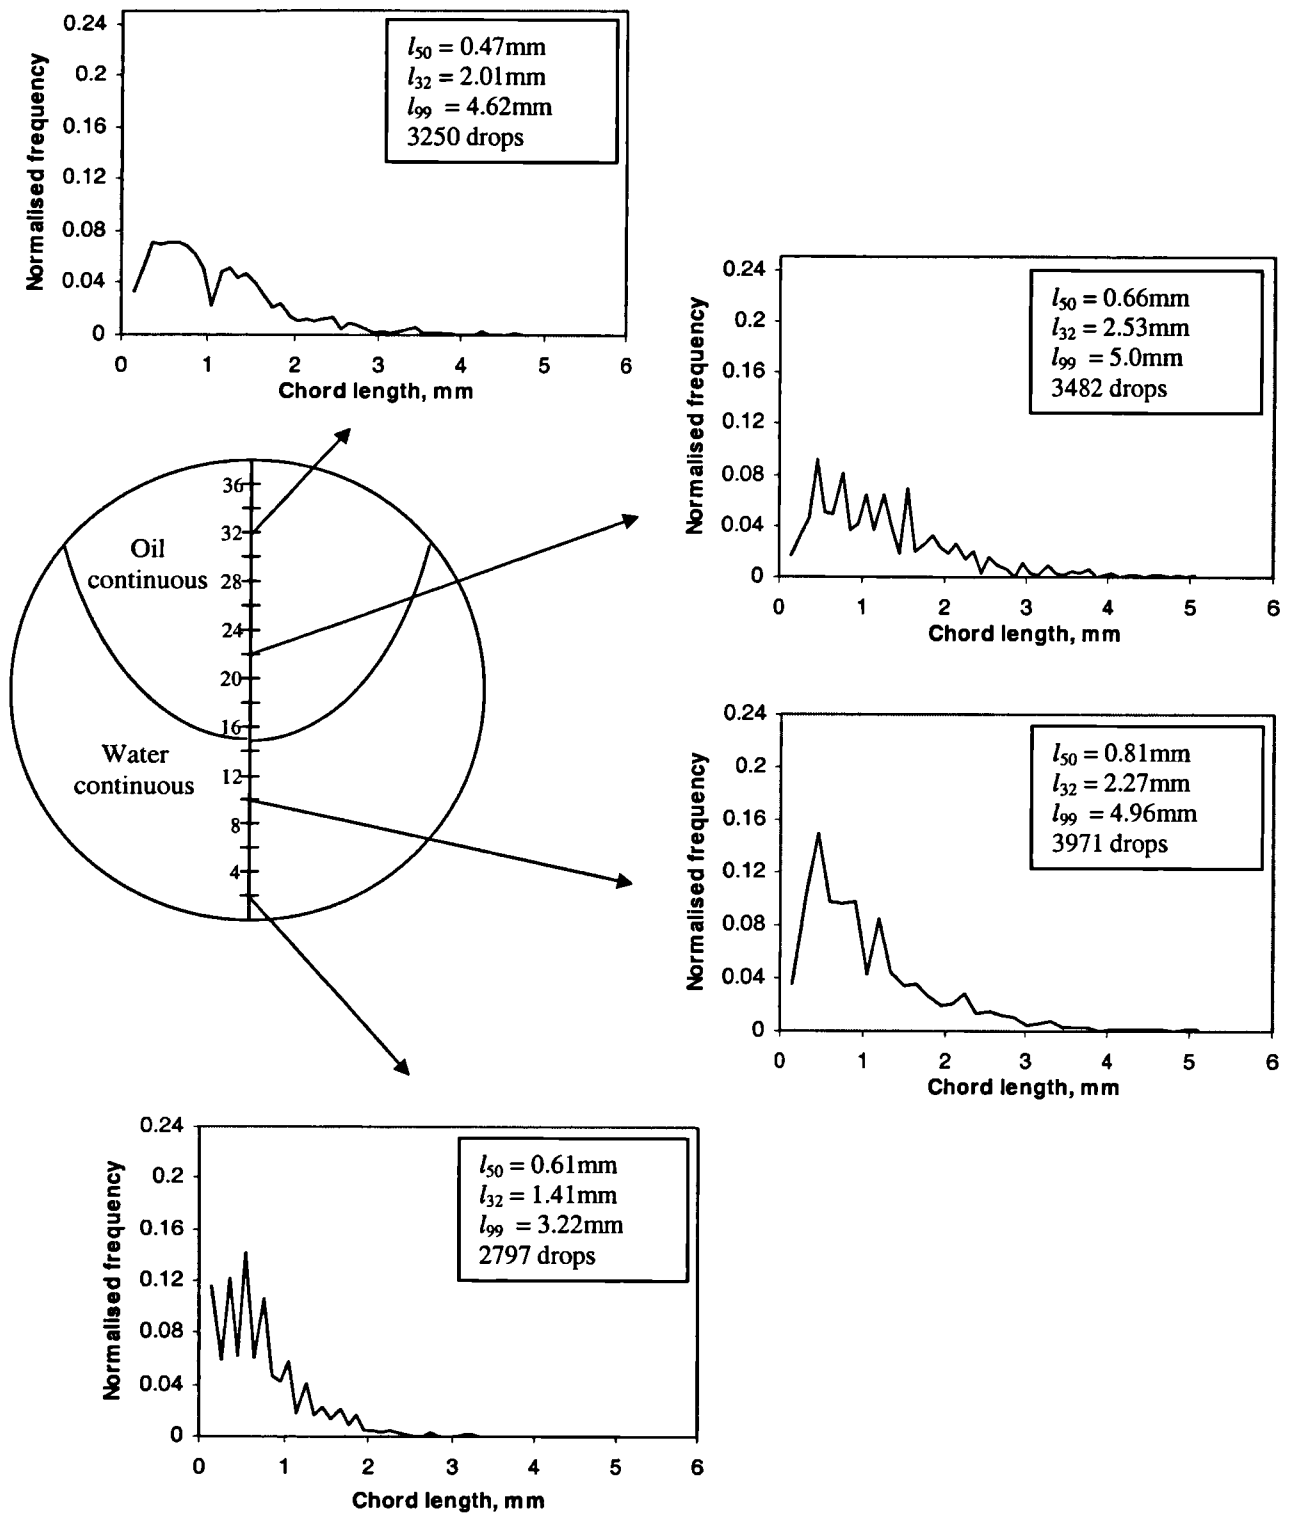 0.24
0.2
0.16
0.12
0.08
0.04
0
Normalised frequency
l50 = 0.47mm
l32 = 2.01mm
l99 = 4.62mm
3250 drops
0 1 2 3 4 5 6
Chord length, mm
0.24
0.2
0.16
0.12
0.08
0.04
0
Normalised frequency
l50 = 0.66mm
l32 = 2.53mm
l99 = 5.0mm
3482 drops
0 1 2 3 4 5 6
Chord length, mm
36
32
28
24
20
16
12
8
4
Oil
continuous
Water
continuous
0.24
0.2
0.16
0.12
0.08
0.04
0
Normalised frequency
l50 = 0.81mm
l32 = 2.27mm
l99 = 4.96mm
3971 drops
0 1 2 3 4 5 6
Chord length, mm
0.24
0.2
0.16
0.12
0.08
0.04
0
Normalised frequency
l50 = 0.61mm
l32 = 1.41mm
l99 = 3.22mm
2797 drops
0 1 2 3 4 5 6
Chord length, mm